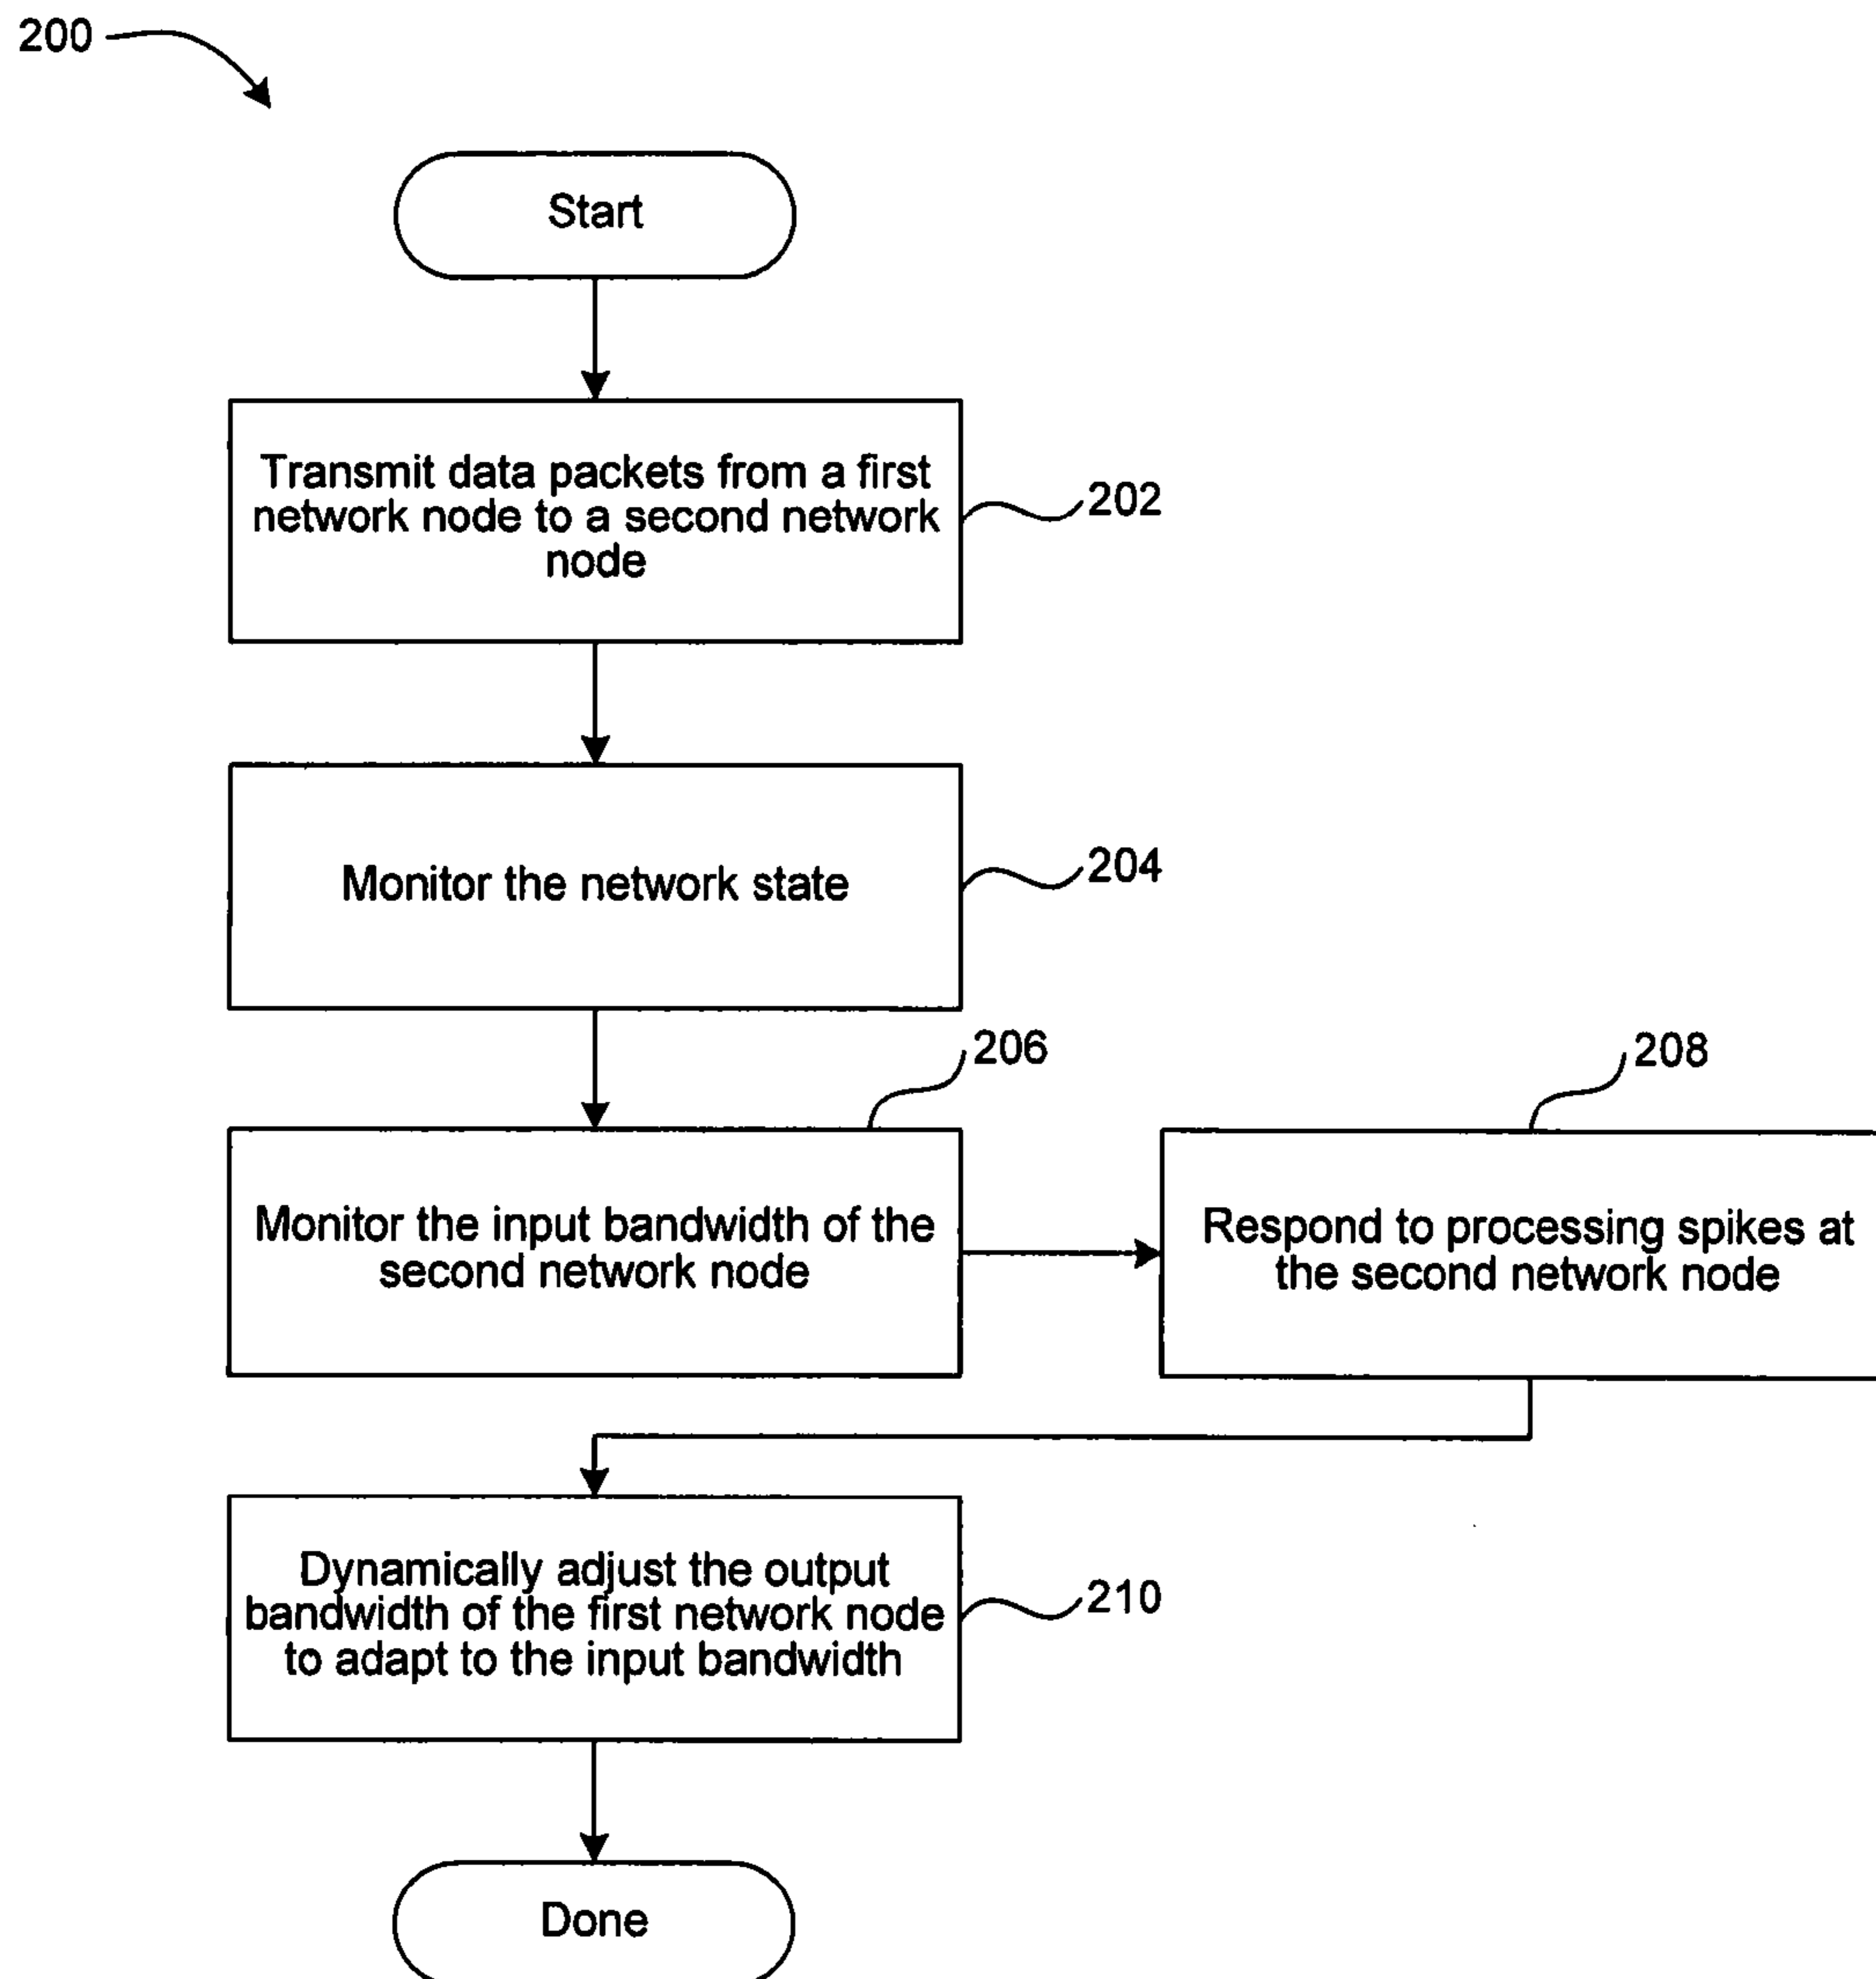 200
Start
Transmit data packets from a first
network node to a second network
node
202
Monitor the network state
204
206
208
Monitor the input bandwidth of the
second network node
Respond to processing spikes at
the second network node
Dynamically adjust the output
bandwidth of the first network node
to adapt to the input bandwidth
210
Done